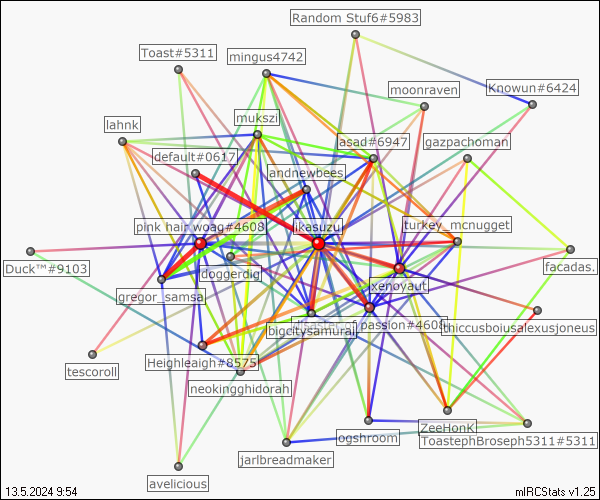 Random Stuf6#5983
Toast#5311
mingus4742
moonraven
Knowun#6424
mukszi
lahnk
asad#6947
gazpachoman
default#0617
andnewbees
pink hair woag#4608
ikasuzu
turkey_mcnugget
Duck™#9103
doggerdig
xenoyaut
facadas.
gregor_samsa
bigcitysamurai
passion#4608
thiccusboiusalexusjoneus
Heighleaigh#8575
tescoroll
neokingghidorah
ogshroom
ZeeHonK
ToastephBroseph5311#5311
jarlbreadmaker
avelicious
13.5.2024 9:54
mIRCStats v1.25